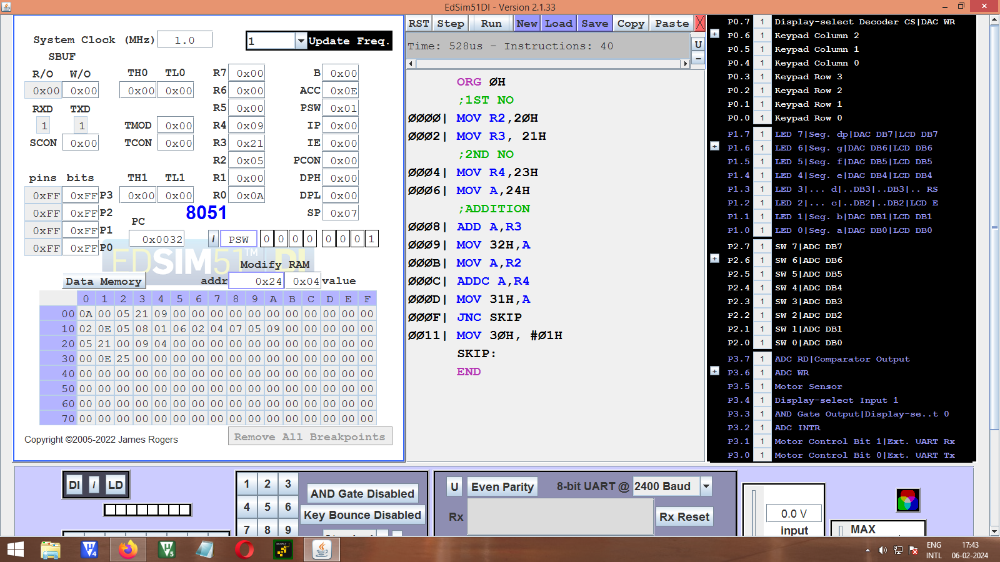 EdSim51DI - Version 2.1.33
System Clock (MHz) 1.0
1 Update Freq.
SBUF
R/O W/O TH0 TL0 R7 0x00 B 0x00
0x00 0x00 0x00 0x00 R6 0x00 ACC 0x0E
RXD TXD R5 0x00 PSW 0x01
1 1 TMOD 0x00 R4 0x09 IP 0x00
SCON 0x00 TCON 0x00 R3 0x21 IE 0x00
R2 0x05 PCON 0x00
pins bits TH1 TL1 R1 0x00 DPH 0x00
0xFF 0xFF P3 0x00 0x00 R0 0x0A DPL 0x00
0xFF 0xFF P2 8051 SP 0x07
0xFF 0xFF P1 PC
0x0032 i PSW 0 0 0 0 0 0 0 1
0xFF 0xFF P0
EDSIM51™ DI
Modify RAM
Data Memory addr 0x24 0x04 value
0 1 2 3 4 5 6 7 8 9 A B C D E F
00 0A 00 05 21 09 00 00 00 00 00 00 00 00 00 00 00
10 02 0E 05 08 01 06 02 04 07 05 09 00 00 00 00 00
20 05 21 00 09 04 00 00 00 00 00 00 00 00 00 00 00
30 00 0E 25 00 00 00 00 00 00 00 00 00 00 00 00 00
40 00 00 00 00 00 00 00 00 00 00 00 00 00 00 00 00
50 00 00 00 00 00 00 00 00 00 00 00 00 00 00 00 00
60 00 00 00 00 00 00 00 00 00 00 00 00 00 00 00 00
70 00 00 00 00 00 00 00 00 00 00 00 00 00 00 00 00
Copyright ©2005-2022 James Rogers
Remove All Breakpoints
RST Step Run New Load Save Copy Paste X
Time: 528us - Instructions: 40
U
-
ORG 0H
;1ST NO
0000| MOV R2,20H
0002| MOV R3, 21H
;2ND NO
0004| MOV R4,23H
0006| MOV A,24H
;ADDITION
0008| ADD A,R3
0009| MOV 32H,A
000B| MOV A,R2
000C| ADDC A,R4
000D| MOV 31H,A
000F| JNC SKIP
0011| MOV 30H, #01H
SKIP:
END
P0.7 1 Display-select Decoder CS|DAC WR
+ P0.6 1 Keypad Column 2
P0.5 1 Keypad Column 1
P0.4 1 Keypad Column 0
P0.3 1 Keypad Row 3
P0.2 1 Keypad Row 2
P0.1 1 Keypad Row 1
P0.0 1 Keypad Row 0
P1.7 1 LED 7|Seg. dp|DAC DB7|LCD DB7
+ P1.6 1 LED 6|Seg. g|DAC DB6|LCD DB6
P1.5 1 LED 5|Seg. f|DAC DB5|LCD DB5
P1.4 1 LED 4|Seg. e|DAC DB4|LCD DB4
P1.3 1 LED 3|... d|..DB3|..DB3|.. RS
P1.2 1 LED 2|... c|..DB2|..DB2|LCD E
P1.1 1 LED 1|Seg. b|DAC DB1|LCD DB1
P1.0 1 LED 0|Seg. a|DAC DB0|LCD DB0
P2.7 1 SW 7|ADC DB7
+ P2.6 1 SW 6|ADC DB6
P2.5 1 SW 5|ADC DB5
P2.4 1 SW 4|ADC DB4
P2.3 1 SW 3|ADC DB3
P2.2 1 SW 2|ADC DB2
P2.1 1 SW 1|ADC DB1
P2.0 1 SW 0|ADC DB0
P3.7 1 ADC RD|Comparator Output
+ P3.6 1 ADC WR
P3.5 1 Motor Sensor
P3.4 1 Display-select Input 1
P3.3 1 AND Gate Output|Display-se..t 0
P3.2 1 ADC INTR
P3.1 1 Motor Control Bit 1|Ext. UART Rx
P3.0 1 Motor Control Bit 0|Ext. UART Tx
DI i LD
1 2 3
4 5 6
7 8 9
AND Gate Disabled
Key Bounce Disabled
U Even Parity 8-bit UART @ 2400 Baud
Rx Rx Reset
0.0 V
input
MAX
ENG 17:43
INTL 06-02-2024